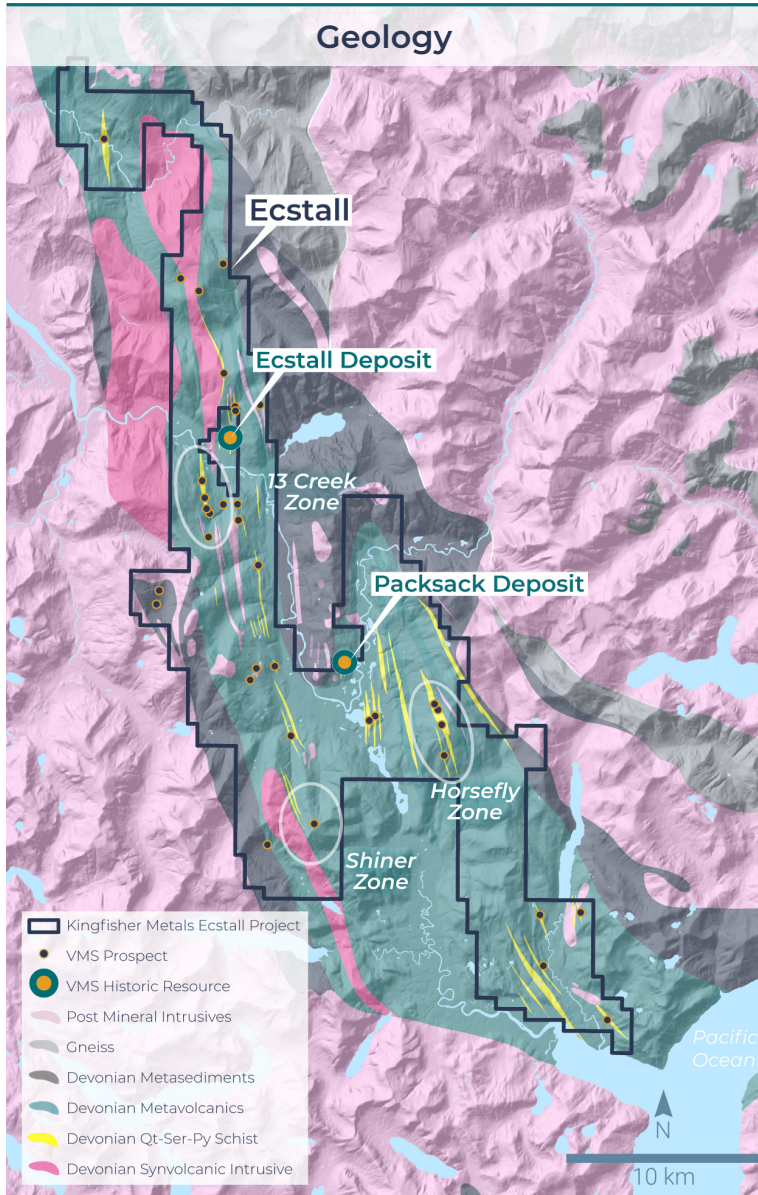 Geology
Ecstall
Ecstall Deposit
13 Creek
Zone
Packsack Deposit
Horsefly
Zone
Shiner
Zone
Kingfisher Metals Ecstall Project
VMS Prospect
VMS Historic Resource
Post Mineral Intrusives
Gneiss
Devonian Metasediments
Devonian Metavolcanics
Devonian Qt-Ser-Py Schist
Devonian Synvolcanic Intrusive
Pacific
Ocean
N
10 km